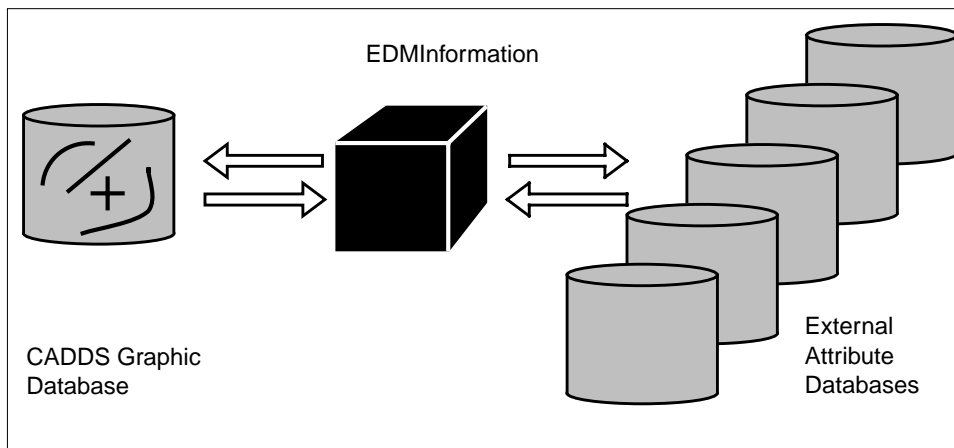 EDMInformation
CADDS Graphic
Database
External
Attribute
Databases